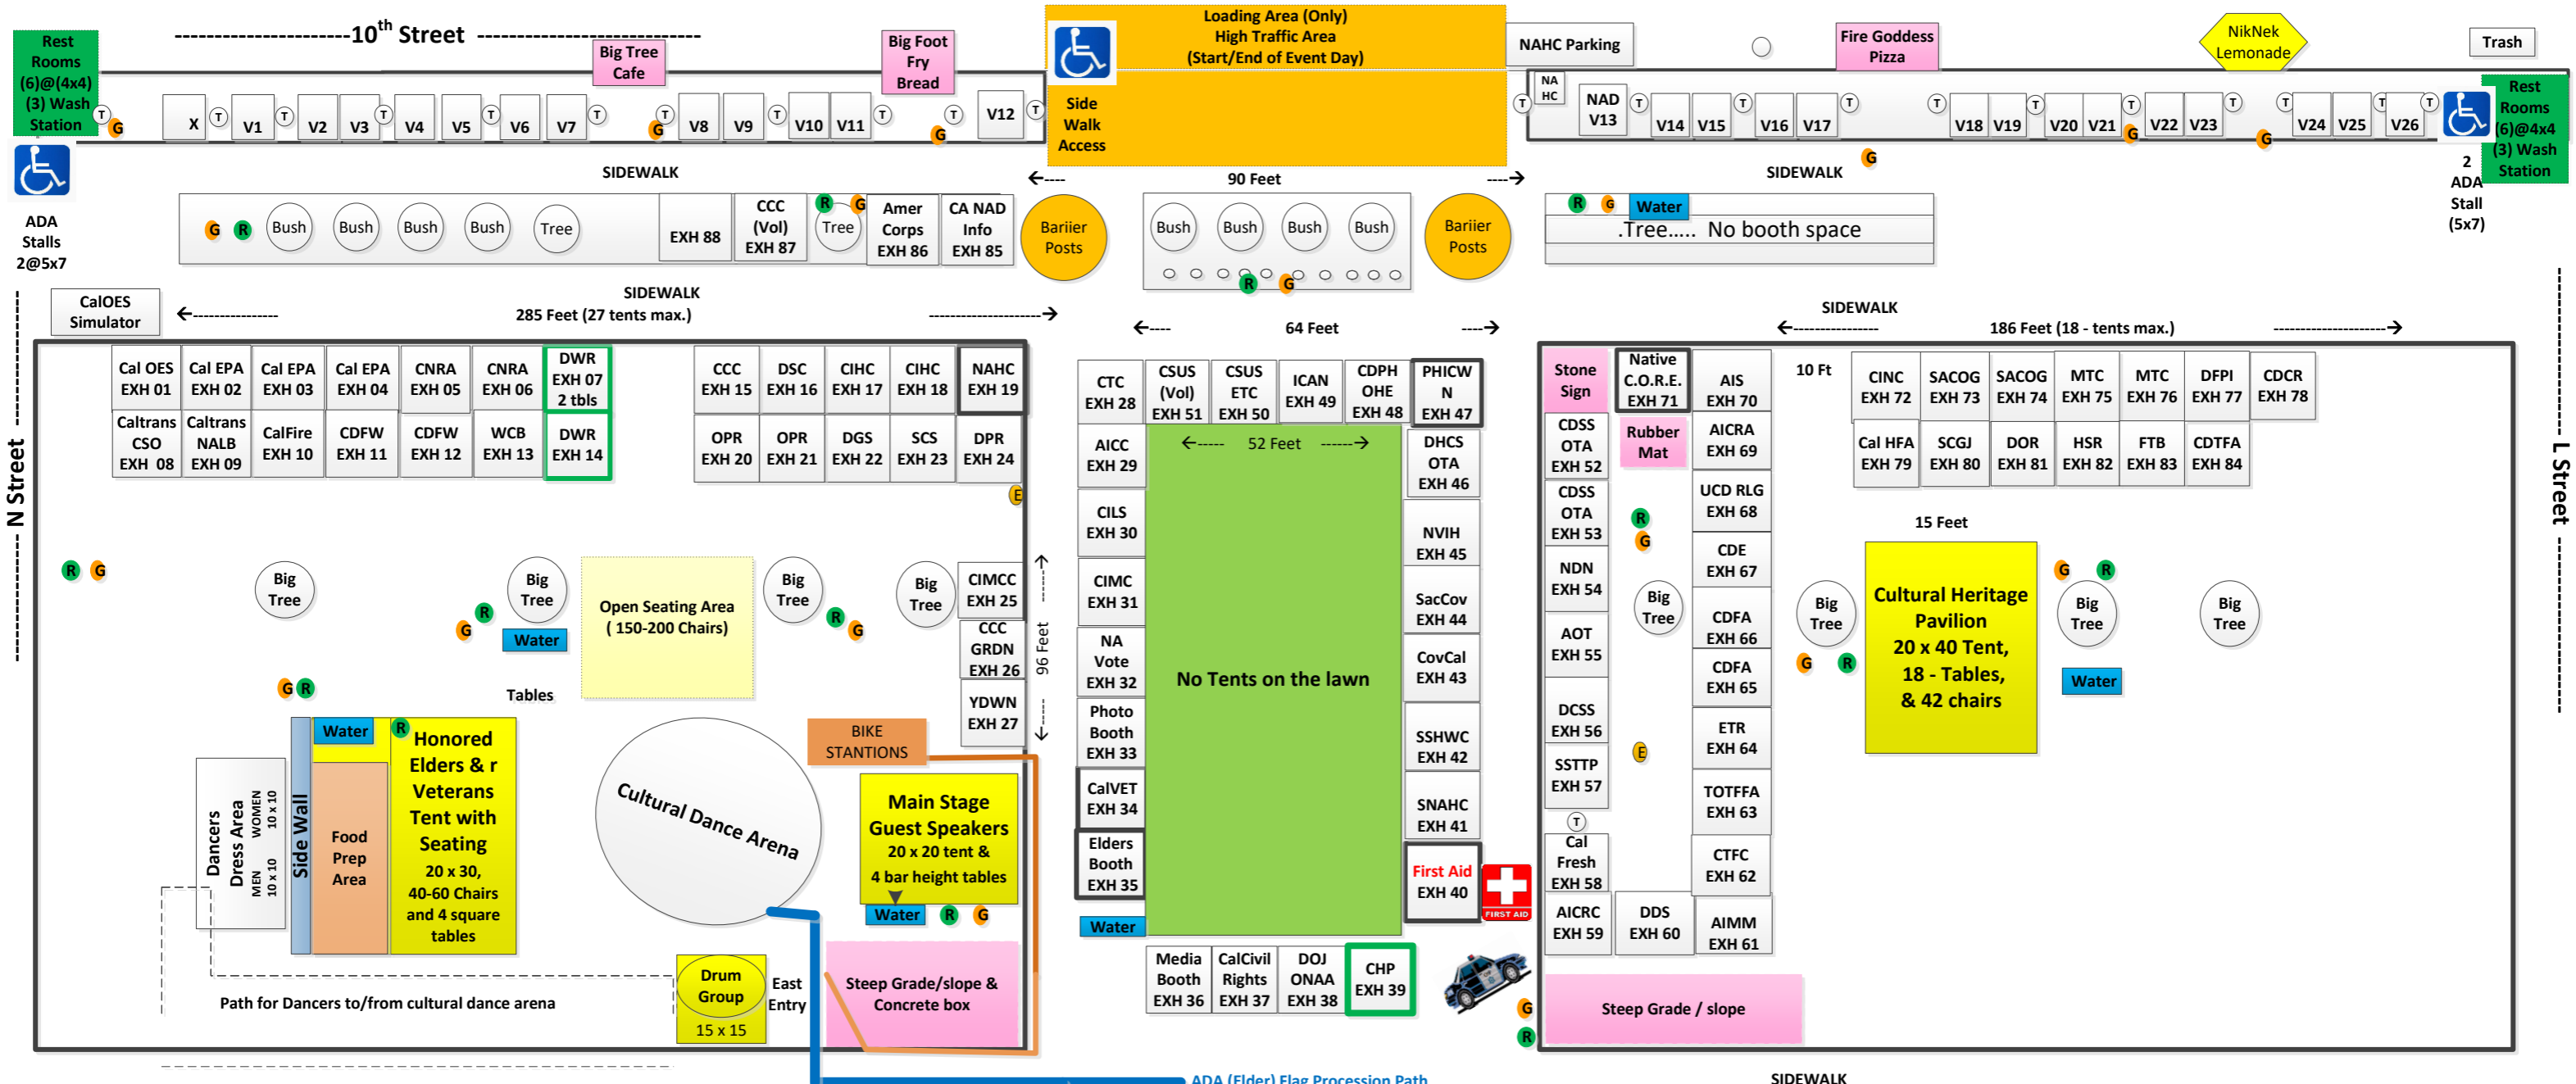 10th Street
Loading Area (Only)
High Traffic Area
(Start/End of Event Day)
Rest
Rooms
(6)@(4x4)
(3) Wash
Station
Big Tree
Cafe
Big Foot
Fry
Bread
NAHC Parking
Fire Goddess
Pizza
NikNek
Lemonade
Trash
T
G
X
T
V1
T
V2
V3
T
V4
V5
T
V6
V7
T
G
T
V8
V9
T
V10
V11
T
G
T
V12
T
Side
Walk
Access
T
NA
HC
NAD
V13
T
V14
V15
T
V16
V17
T
G
T
V18
V19
T
V20
V21
T
G
V22
V23
T
G
T
V24
V25
T
V26
T
Rest
Rooms
(6)@4x4
(3) Wash
Station
ADA
Stalls
2@5x7
2
ADA
Stall
(5x7)
SIDEWALK
90 Feet
SIDEWALK
G
R
Bush
Bush
Bush
Bush
Tree
EXH 88
CCC
(Vol)
EXH 87
R
G
Tree
Amer
Corps
EXH 86
CA NAD
Info
EXH 85
Bariier
Posts
Bush
Bush
Bush
Bush
R
G
Bariier
Posts
R
G
Water
.Tree..... No booth space
CalOES
Simulator
SIDEWALK
285 Feet (27 tents max.)
64 Feet
SIDEWALK
186 Feet (18 - tents max.)
N Street
L Street
Cal OES
EXH 01
Cal EPA
EXH 02
Cal EPA
EXH 03
Cal EPA
EXH 04
CNRA
EXH 05
CNRA
EXH 06
DWR
EXH 07
2 tbls
CCC
EXH 15
DSC
EXH 16
CIHC
EXH 17
CIHC
EXH 18
NAHC
EXH 19
Caltrans
CSO
EXH 08
Caltrans
NALB
EXH 09
CalFire
EXH 10
CDFW
EXH 11
CDFW
EXH 12
WCB
EXH 13
DWR
EXH 14
OPR
EXH 20
OPR
EXH 21
DGS
EXH 22
SCS
EXH 23
DPR
EXH 24
E
R
G
Big
Tree
Big
Tree
R
G
Water
Open Seating Area
( 150-200 Chairs)
Big
Tree
R
G
Big
Tree
CIMCC
EXH 25
CCC
GRDN
EXH 26
YDWN
EXH 27
96 Feet
G
R
Tables
Dancers
Dress Area
MEN
10 x 10
WOMEN
10 x 10
Side Wall
Water
Food
Prep
Area
R
Honored
Elders & r
Veterans
Tent with
Seating
20 x 30,
40-60 Chairs
and 4 square
tables
Cultural Dance Arena
BIKE
STANTIONS
Main Stage
Guest Speakers
20 x 20 tent &
4 bar height tables
Water
R
G
Path for Dancers to/from cultural dance arena
Drum
Group
15 x 15
East
Entry
Steep Grade/slope &
Concrete box
CTC
EXH 28
CSUS
(Vol)
EXH 51
CSUS
ETC
EXH 50
ICAN
EXH 49
CDPH
OHE
EXH 48
PHICW
N
EXH 47
AICC
EXH 29
CILS
EXH 30
CIMC
EXH 31
NA
Vote
EXH 32
Photo
Booth
EXH 33
CalVET
EXH 34
Elders
Booth
EXH 35
Water
52 Feet
No Tents on the lawn
DHCS
OTA
EXH 46
NVIH
EXH 45
SacCov
EXH 44
CovCal
EXH 43
SSHWC
EXH 42
SNAHC
EXH 41
First Aid
EXH 40
FIRST AID
Media
Booth
EXH 36
CalCivil
Rights
EXH 37
DOJ
ONAA
EXH 38
CHP
EXH 39
G
R
Stone
Sign
Native
C.O.R.E.
EXH 71
AIS
EXH 70
CDSS
OTA
EXH 52
Rubber
Mat
AICRA
EXH 69
CDSS
OTA
EXH 53
R
G
UCD RLG
EXH 68
NDN
EXH 54
CDE
EXH 67
Big
Tree
AOT
EXH 55
CDFA
EXH 66
CDFA
EXH 65
DCSS
EXH 56
E
ETR
EXH 64
SSTTP
EXH 57
TOTFFA
EXH 63
T
Cal
Fresh
EXH 58
CTFC
EXH 62
AICRC
EXH 59
DDS
EXH 60
AIMM
EXH 61
Steep Grade / slope
10 Ft
CINC
EXH 72
SACOG
EXH 73
SACOG
EXH 74
MTC
EXH 75
MTC
EXH 76
DFPI
EXH 77
CDCR
EXH 78
Cal HFA
EXH 79
SCGJ
EXH 80
DOR
EXH 81
HSR
EXH 82
FTB
EXH 83
CDTFA
EXH 84
15 Feet
Big
Tree
G
R
Cultural Heritage
Pavilion
20 x 40 Tent,
18 - Tables,
& 42 chairs
G
R
Big
Tree
Water
Big
Tree
ADA (Elder) Flag Procession Path
SIDEWALK